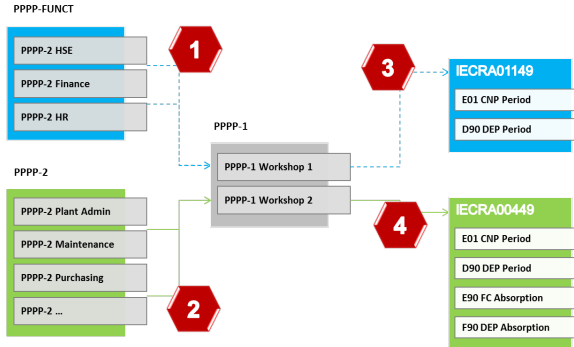 PPPP-FUNCT
PPPP-2 HSE
PPPP-2 Finance
PPPP-2 HR
1
3
IECRA01149
E01 CNP Period
D90 DEP Period
PPPP-1
PPPP-1 Workshop 1
PPPP-1 Workshop 2
PPPP-2
PPPP-2 Plant Admin
PPPP-2 Maintenance
PPPP-2 Purchasing
PPPP-2 ...
2
4
IECRA00449
E01 CNP Period
D90 DEP Period
E90 FC Absorption
F90 DEP Absorption